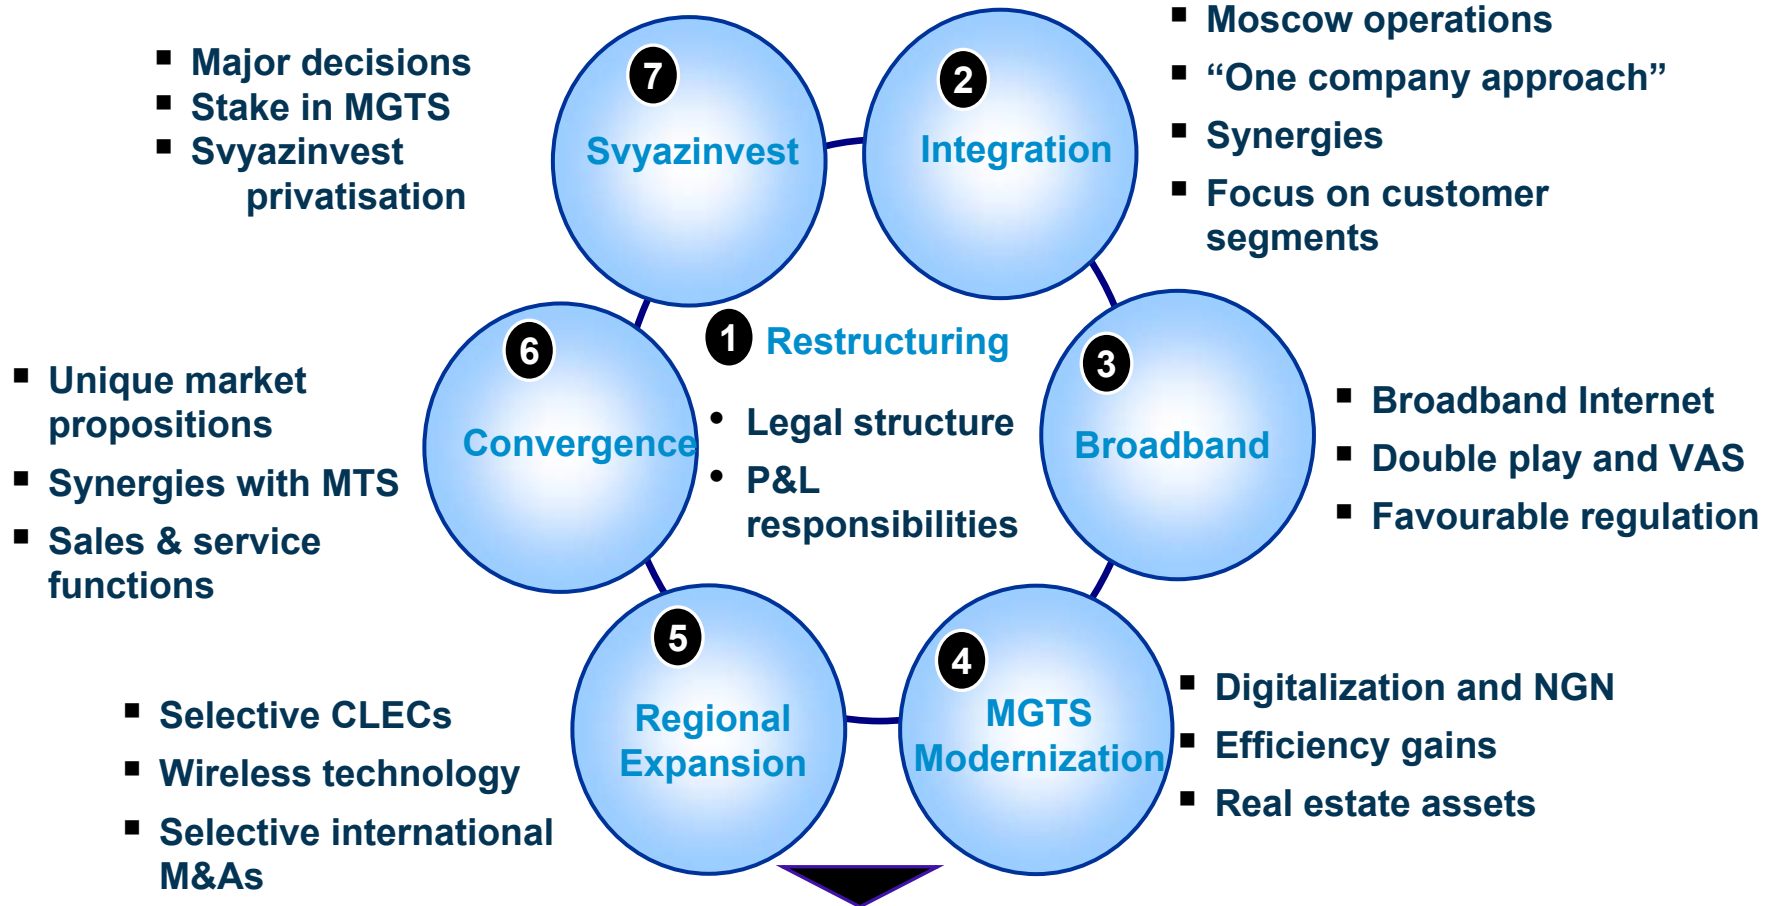 1 Restructuring
• Legal structure
• P&L
responsibilities
2
Integration
▪ Moscow operations
▪ “One company approach”
▪ Synergies
▪ Focus on customer
segments
3
Broadband
▪ Broadband Internet
▪ Double play and VAS
▪ Favourable regulation
4
MGTS
Modernization
▪ Digitalization and NGN
▪ Efficiency gains
▪ Real estate assets
5
Regional
Expansion
▪ Selective CLECs
▪ Wireless technology
▪ Selective international
M&As
6
Convergence
▪ Unique market
propositions
▪ Synergies with MTS
▪ Sales & service
functions
7
Svyazinvest
▪ Major decisions
▪ Stake in MGTS
▪ Svyazinvest
privatisation